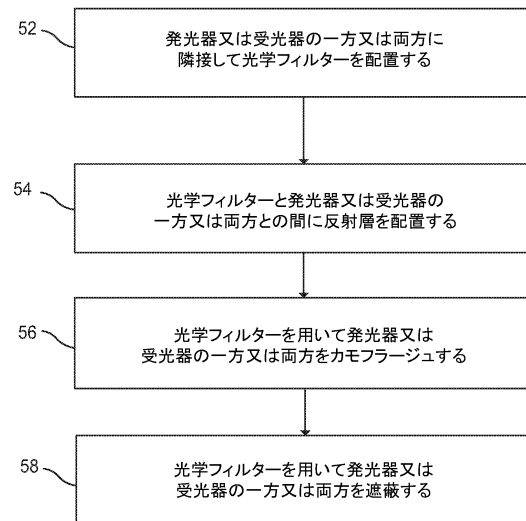 52
発光器又は受光器の一方又は両方に
隣接して光学フィルターを配置する
54
光学フィルターと発光器又は受光器の
一方又は両方との間に反射層を配置する
56
光学フィルターを用いて発光器又は
受光器の一方又は両方をカモフラージュする
58
光学フィルターを用いて発光器又は
受光器の一方又は両方を遮蔽する